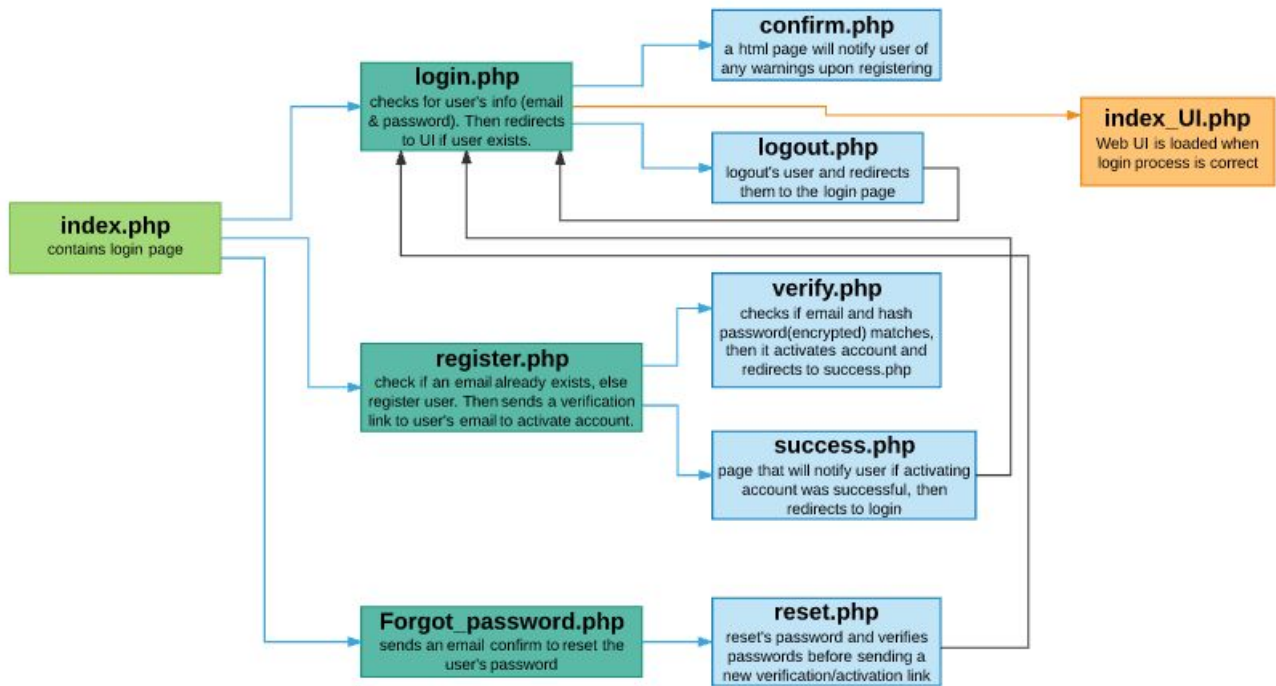 confirm.php
a html page will notify user of
any warnings upon registering
login.php
checks for user's info (email
& password). Then redirects
to UI if user exists.
index_UI.php
Web UI is loaded when
login process is correct
logout.php
logout's user and redirects
them to the login page
index.php
contains login page
verify.php
checks if email and hash
password(encrypted) matches,
then it activates account and
redirects to success.php
register.php
check if an email already exists, else
register user. Then sends a verification
link to user's email to activate account.
success.php
page that will notify user if activating
account was successful, then
redirects to login
Forgot_password.php
sends an email confirm to reset the
user's password
reset.php
reset's password and verifies
passwords before sending a
new verification/activation link